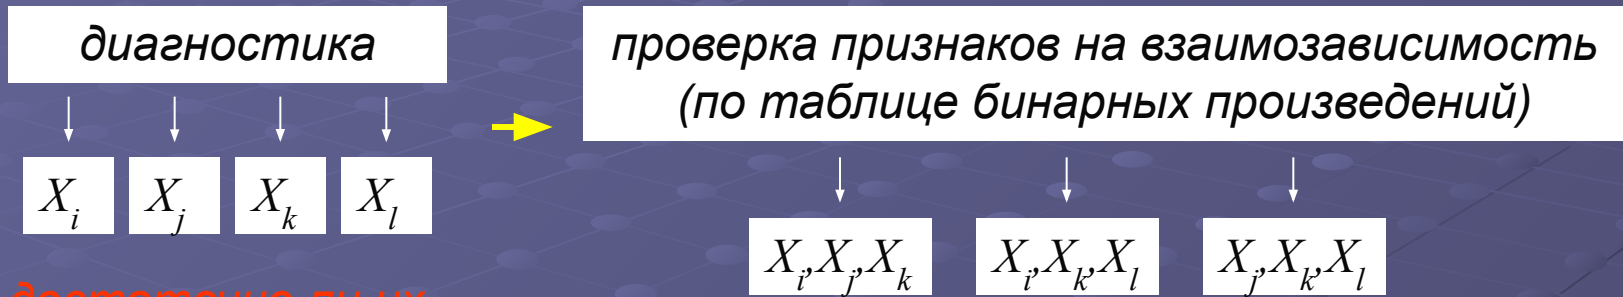 диагностика
проверка признаков на взаимозависимость
(по таблице бинарных произведений)
X_i X_j X_k X_l
X_i,X_j,X_k X_i,X_k,X_l X_j,X_k,X_l